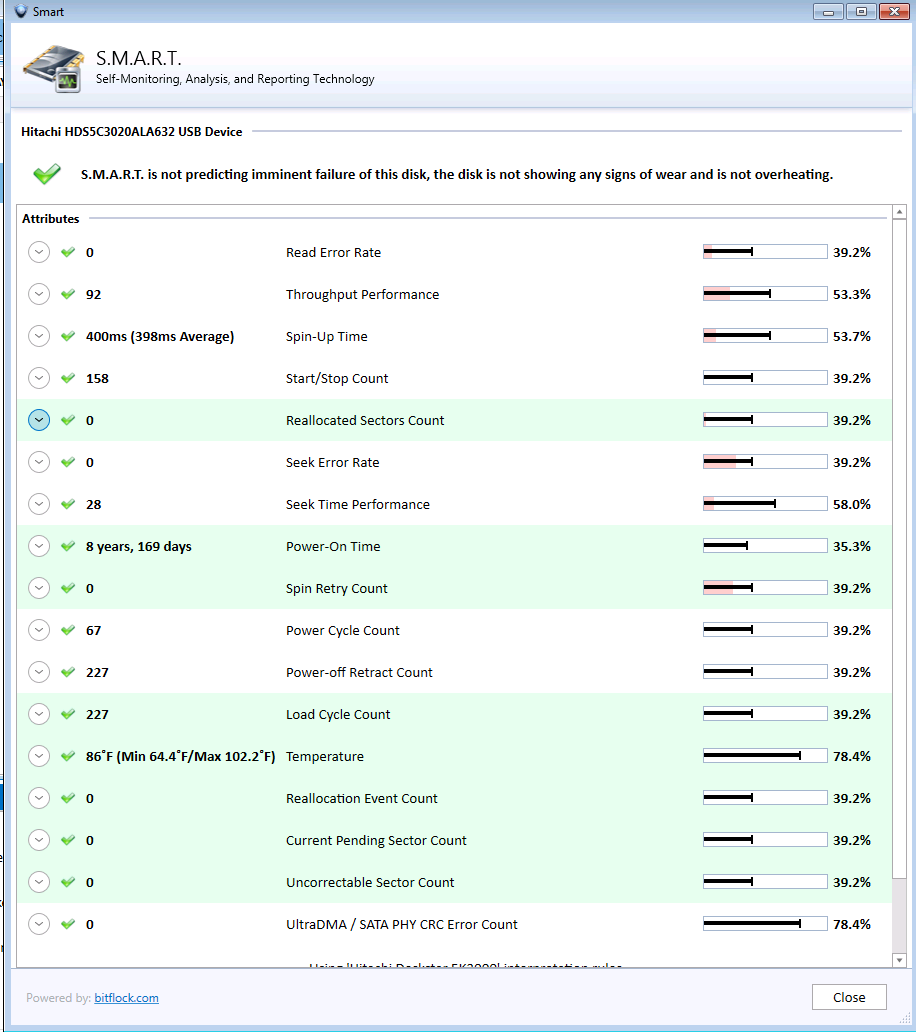 Smart
S.M.A.R.T.
Self-Monitoring, Analysis, and Reporting Technology
Hitachi HDS5C3020ALA632 USB Device
S.M.A.R.T. is not predicting imminent failure of this disk, the disk is not showing any signs of wear and is not overheating.
Attributes
0 Read Error Rate 39.2%
92 Throughput Performance 53.3%
400ms (398ms Average) Spin-Up Time 53.7%
158 Start/Stop Count 39.2%
0 Reallocated Sectors Count 39.2%
0 Seek Error Rate 39.2%
28 Seek Time Performance 58.0%
8 years, 169 days Power-On Time 35.3%
0 Spin Retry Count 39.2%
67 Power Cycle Count 39.2%
227 Power-off Retract Count 39.2%
227 Load Cycle Count 39.2%
86˚F (Min 64.4˚F/Max 102.2˚F) Temperature 78.4%
0 Reallocation Event Count 39.2%
0 Current Pending Sector Count 39.2%
0 Uncorrectable Sector Count 39.2%
0 UltraDMA / SATA PHY CRC Error Count 78.4%
Using 'Hitachi Deskstar 5K3000' interpretation rules
Powered by: bitflock.com
Close